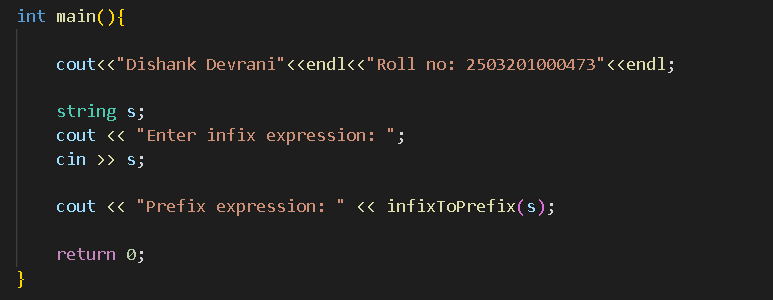 int main(){
cout<<"Dishank Devrani"<<endl<<"Roll no: 2503201000473"<<endl;
string s;
cout << "Enter infix expression: ";
cin >> s;
cout << "Prefix expression: " << infixToPrefix(s);
return 0;
}